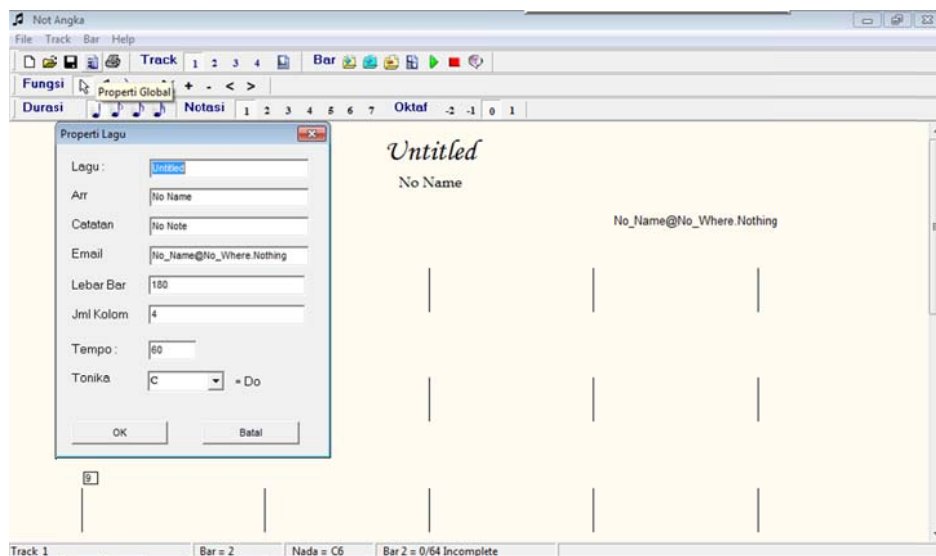 Not Angka
File Track Bar Help
Track 1 2 3 4 Bar
Fungsi + - < >
Properti Global
Durasi Notasi 1 2 3 4 5 6 7 Oktaf -2 -1 0 1
Properti Lagu
Lagu : Untitled
Arr No Name
Catatan No Note
Email No_Name@No_Where.Nothing
Lebar Bar 180
Jml Kolom 4
Tempo : 60
Tonika C = Do
OK Batal
Untitled
No Name
No_Name@No_Where.Nothing
9
Track 1 Bar = 2 Nada = C6 Bar 2 = 0/64 Incomplete